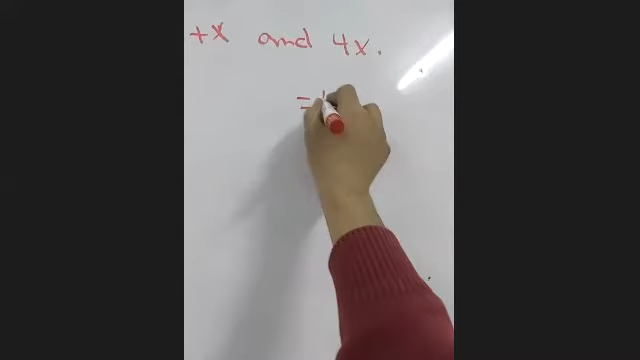 +x and 4x.
=